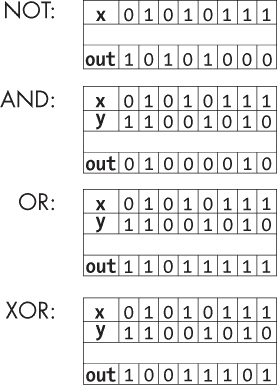 NOT: x 0 1 0 1 0 1 1 1
out 1 0 1 0 1 0 0 0
AND: x 0 1 0 1 0 1 1 1
y 1 1 0 0 1 0 1 0
out 0 1 0 0 0 0 1 0
OR: x 0 1 0 1 0 1 1 1
y 1 1 0 0 1 0 1 0
out 1 1 0 1 1 1 1 1
XOR: x 0 1 0 1 0 1 1 1
y 1 1 0 0 1 0 1 0
out 1 0 0 1 1 1 0 1